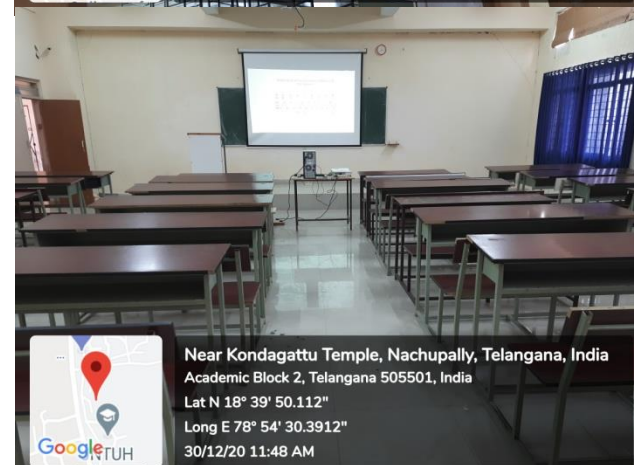 Near Kondagattu Temple, Nachupally, Telangana, India
Academic Block 2, Telangana 505501, India
Lat N 18° 39' 50.112"
Long E 78° 54' 30.3912"
30/12/20 11:48 AM
Google
NTUH